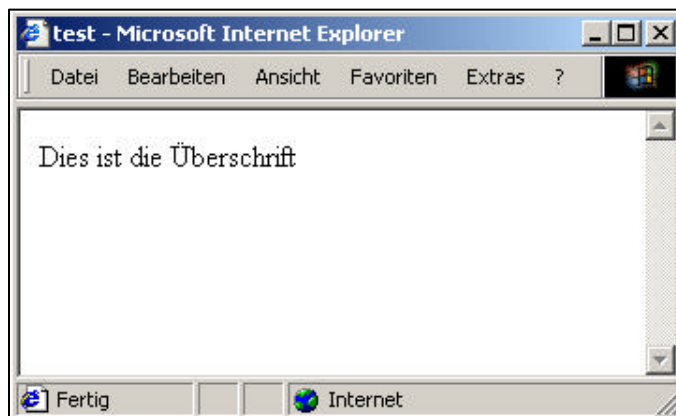 test - Microsoft Internet Explorer
Datei Bearbeiten Ansicht Favoriten Extras ?
Dies ist die Überschrift
Fertig Internet